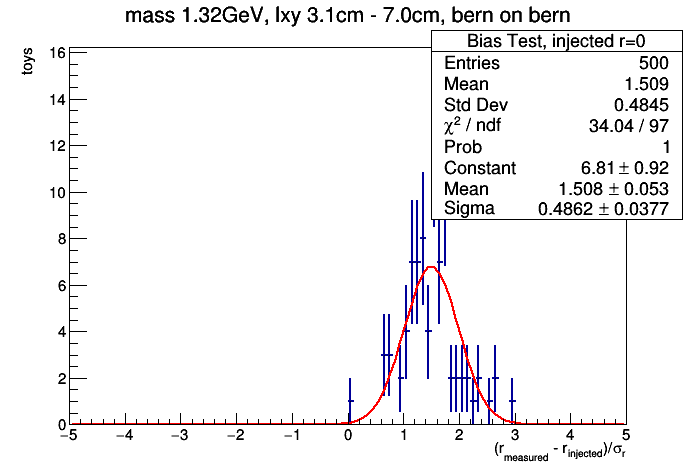 mass 1.32GeV, lxy 3.1cm - 7.0cm, bern on bern
Bias Test, injected r=0
Entries 500
Mean 1.509
Std Dev 0.4845
χ² / ndf 34.04 / 97
Prob 1
Constant 6.81 ± 0.92
Mean 1.508 ± 0.053
Sigma 0.4862 ± 0.0377
toys
16
14
12
10
8
6
4
2
0
−5 −4 −3 −2 −1 0 1 2 3 4 5
(r_measured - r_injected)/σ_r